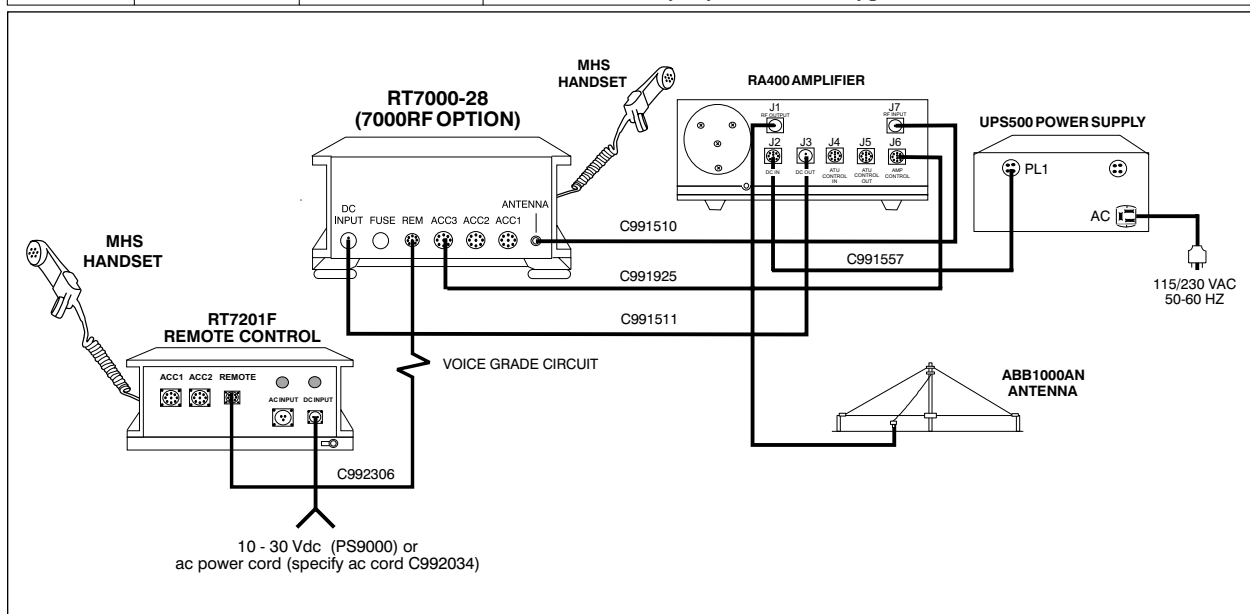 MHS
HANDSET
RT7000-28
(7000RF OPTION)
RA400 AMPLIFIER
UPS500 POWER SUPPLY
J1
RF OUTPUT
J7
RF INPUT
J2
J3
J4
J5
J6
DC IN
DC OUT
ATU
CONTROL
IN
ATU
CONTROL
OUT
AMP
CONTROL
PL1
AC
115/230 VAC
50-60 HZ
DC
INPUT
FUSE
REM
ACC3
ACC2
ACC1
ANTENNA
C991510
C991557
C991925
C991511
MHS
HANDSET
RT7201F
REMOTE CONTROL
ACC1
ACC2
REMOTE
AC INPUT
DC INPUT
VOICE GRADE CIRCUIT
ABB1000AN
ANTENNA
C992306
10 - 30 Vdc (PS9000) or
ac power cord (specify ac cord C992034)